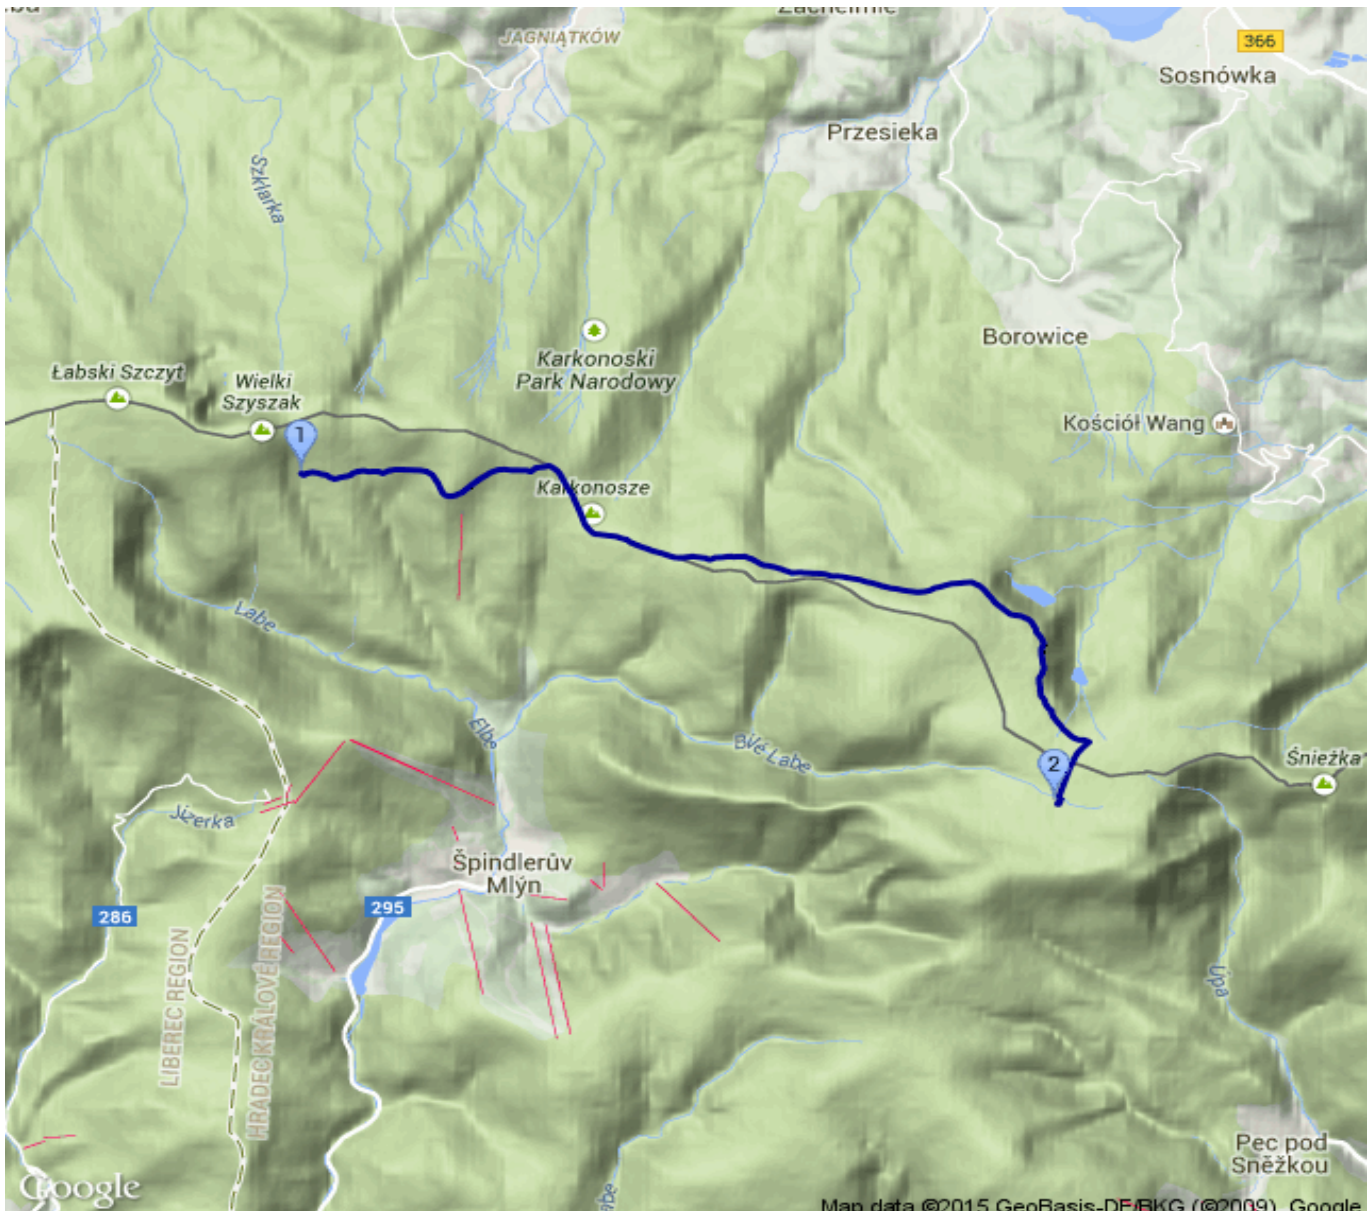 JAGNIĄTKÓW
366
Sosnówka
Przesieka
Szklarka
Borowice
Karkonoski
Park Narodowy
Łabski Szczyt
Wielki
Szyszak
Kościół Wang
1
Karkonosze
Labe
Elbe
Bílé Labe
2
Śnieżka
Jizerka
Špindlerův
Mlýn
286
295
LIBEREC REGION
HRADEC KRÁLOVÉ REGION
Úpa
Pec pod
Sněžkou
Google
Map data ©2015 GeoBasis-DE/BKG (©2009), Google